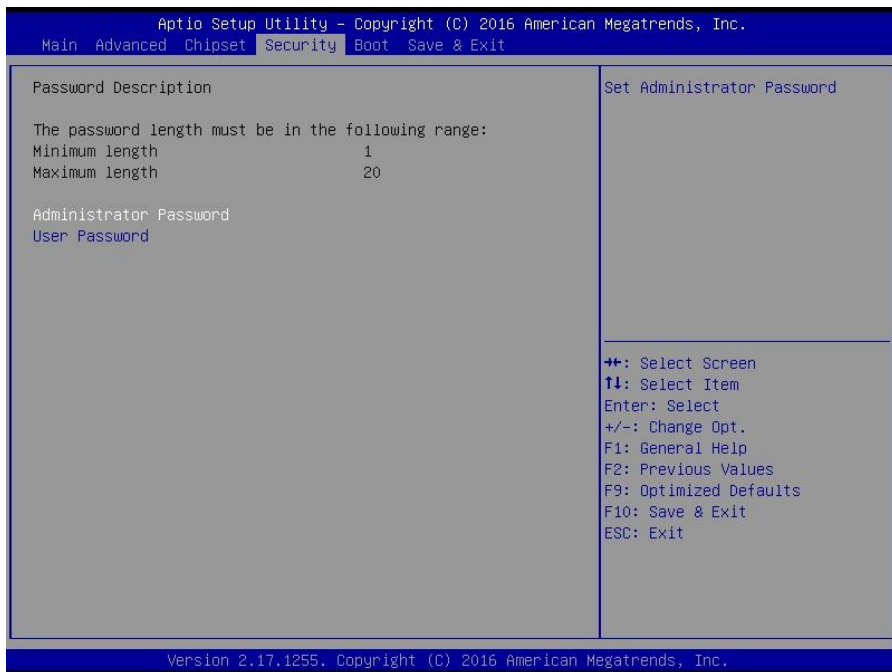 Aptio Setup Utility – Copyright (C) 2016 American Megatrends, Inc.
Main Advanced Chipset Security Boot Save & Exit
Password Description
The password length must be in the following range:
Minimum length 1
Maximum length 20
Administrator Password
User Password
Set Administrator Password
→←: Select Screen
↑↓: Select Item
Enter: Select
+/-: Change Opt.
F1: General Help
F2: Previous Values
F9: Optimized Defaults
F10: Save & Exit
ESC: Exit
Version 2.17.1255. Copyright (C) 2016 American Megatrends, Inc.